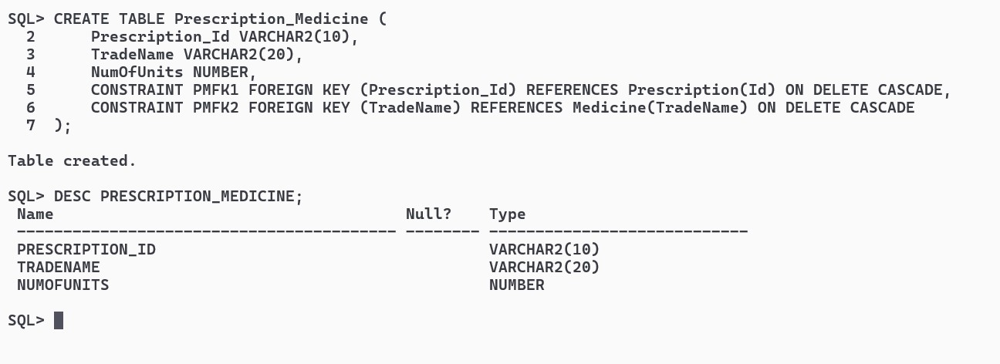 SQL> CREATE TABLE Prescription_Medicine (
  2      Prescription_Id VARCHAR2(10),
  3      TradeName VARCHAR2(20),
  4      NumOfUnits NUMBER,
  5      CONSTRAINT PMFK1 FOREIGN KEY (Prescription_Id) REFERENCES Prescription(Id) ON DELETE CASCADE,
  6      CONSTRAINT PMFK2 FOREIGN KEY (TradeName) REFERENCES Medicine(TradeName) ON DELETE CASCADE
  7  );
Table created.
SQL> DESC PRESCRIPTION_MEDICINE;
 Name                                      Null?    Type
 ----------------------------------------- -------- ----------------------------
 PRESCRIPTION_ID                                    VARCHAR2(10)
 TRADENAME                                          VARCHAR2(20)
 NUMOFUNITS                                         NUMBER
SQL>